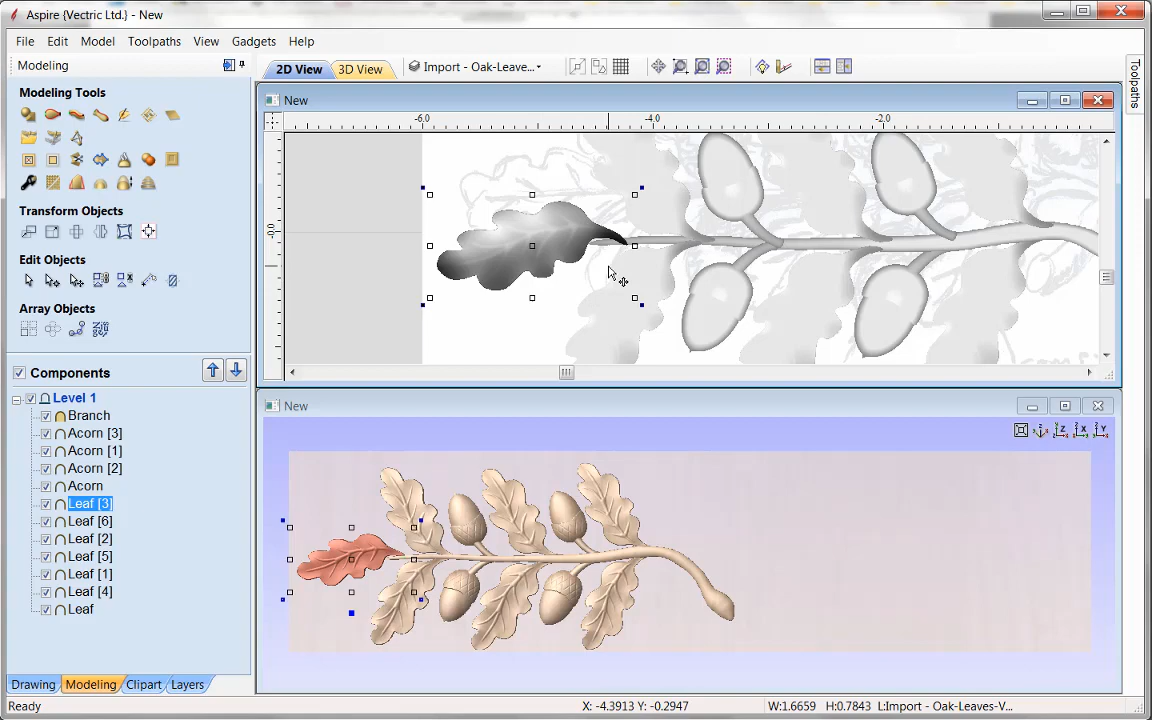 Aspire {Vectric Ltd.} - New
File Edit Model Toolpaths View Gadgets Help
Modeling
2D View 3D View Import - Oak-Leave...
Toolpaths
Modeling Tools
Transform Objects
Edit Objects
Array Objects
Components
Level 1
Branch
Acorn [3]
Acorn [1]
Acorn [2]
Acorn
Leaf [3]
Leaf [6]
Leaf [2]
Leaf [5]
Leaf [1]
Leaf [4]
Leaf
New
-6.0 -4.0 -2.0
0.0
New
Z X Y
Drawing Modeling Clipart Layers
Ready
X: -4.3913 Y: -0.2947
W:1.6659 H:0.7843 L:Import - Oak-Leaves-V...